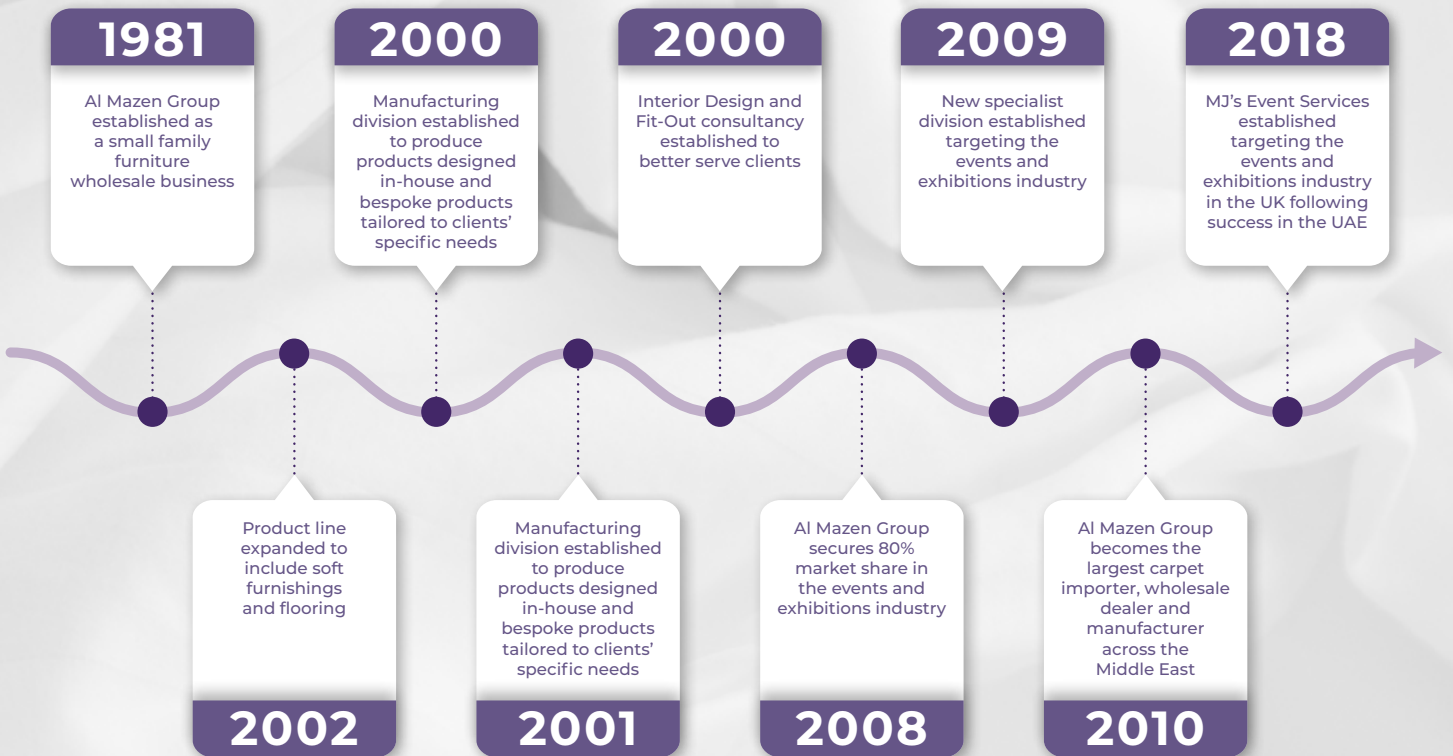 1981
Al Mazen Group
established as
a small family
furniture
wholesale business
2000
Manufacturing
division established
to produce
products designed
in-house and
bespoke products
tailored to clients’
specific needs
2000
Interior Design and
Fit-Out consultancy
established to
better serve clients
2009
New specialist
division established
targeting the
events and
exhibitions industry
2018
MJ’s Event Services
established
targeting the
events and
exhibitions industry
in the UK following
success in the UAE
Product line
expanded to
include soft
furnishings
and flooring
2002
Manufacturing
division established
to produce
products designed
in-house and
bespoke products
tailored to clients’
specific needs
2001
Al Mazen Group
secures 80%
market share in
the events and
exhibitions industry
2008
Al Mazen Group
becomes the
largest carpet
importer, wholesale
dealer and
manufacturer
across the
Middle East
2010